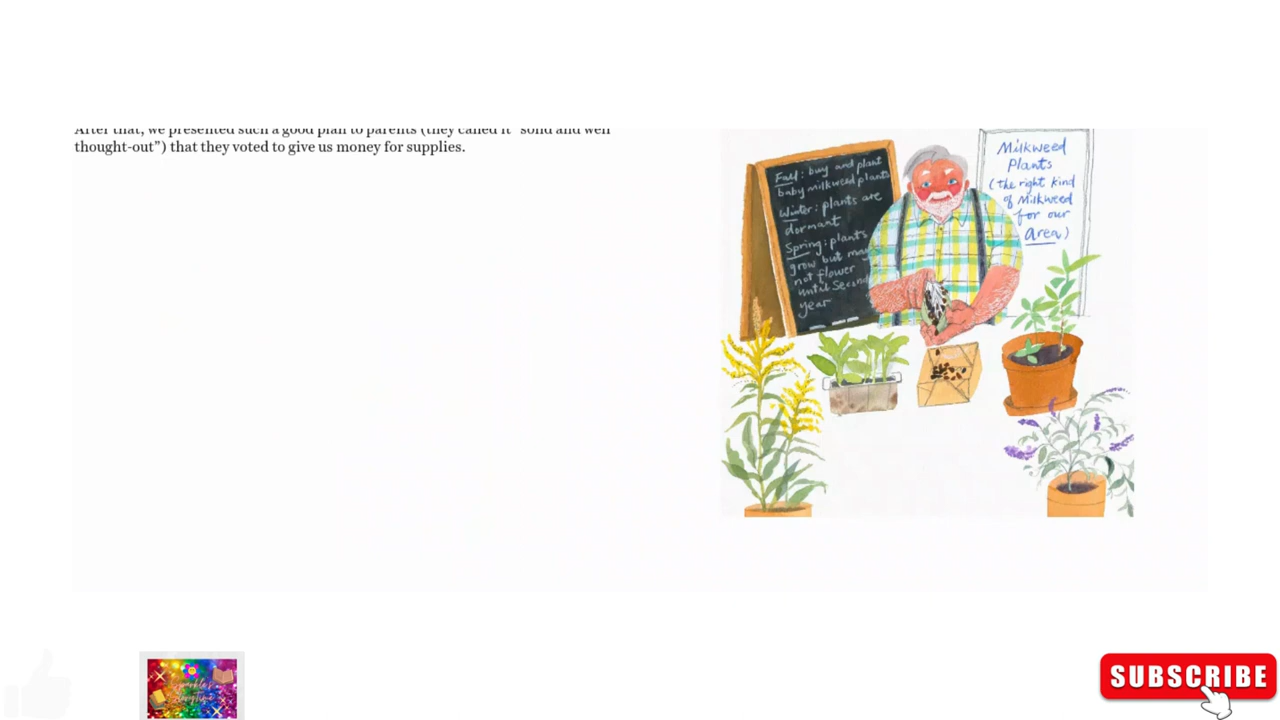 After that, we presented such a good plan to parents (they called it “solid and well
thought-out”) that they voted to give us money for supplies.
Fall: buy and plant
baby milkweed plants
Winter: plants are
dormant
Spring: plants
grow but may
not flower
until Second
year
Milkweed
Plants
(the right kind
of Milkweed
for our
area)
Sparkle's
Storytime
SUBSCRIBE